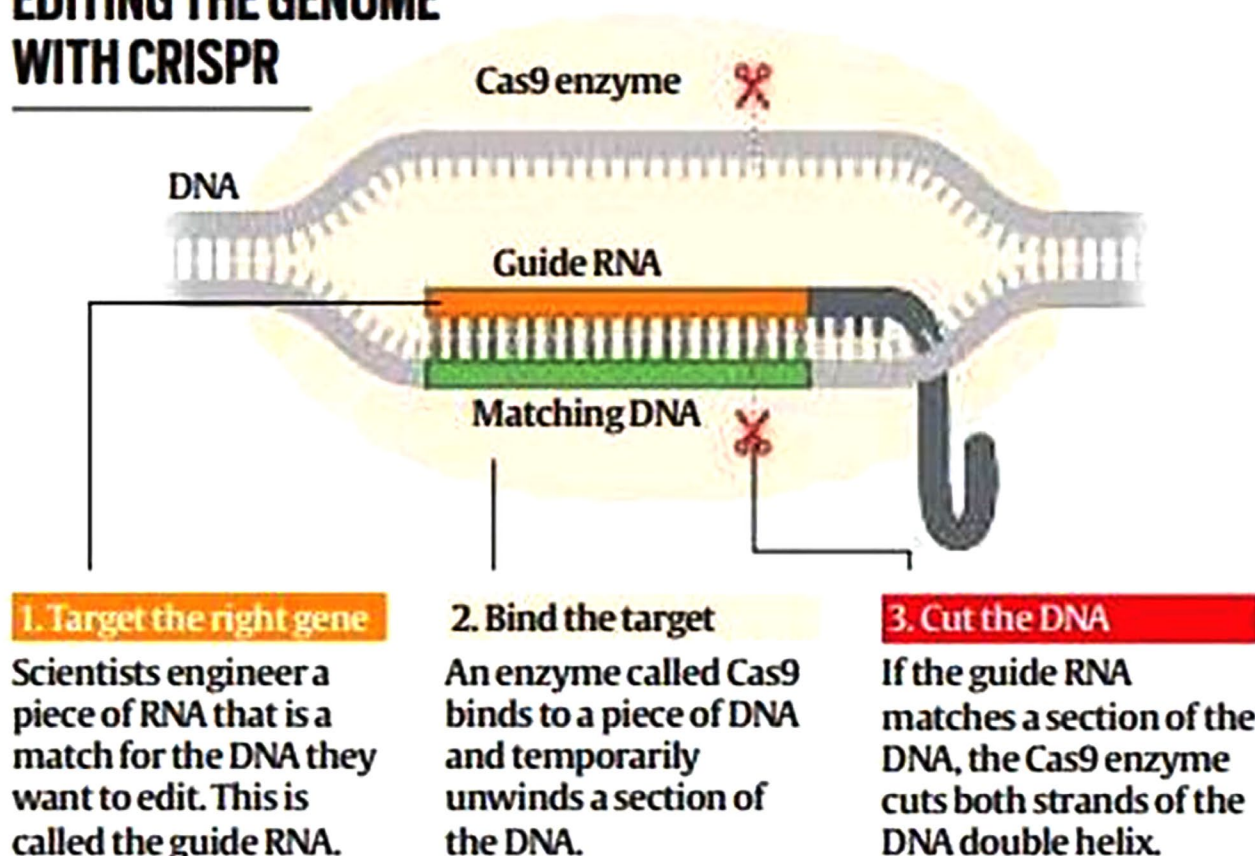 EDITING THE GENOME
WITH CRISPR
Cas9 enzyme
DNA
Guide RNA
Matching DNA
1. Target the right gene
Scientists engineer a
piece of RNA that is a
match for the DNA they
want to edit. This is
called the guide RNA.
2. Bind the target
An enzyme called Cas9
binds to a piece of DNA
and temporarily
unwinds a section of
the DNA.
3. Cut the DNA
If the guide RNA
matches a section of the
DNA, the Cas9 enzyme
cuts both strands of the
DNA double helix.